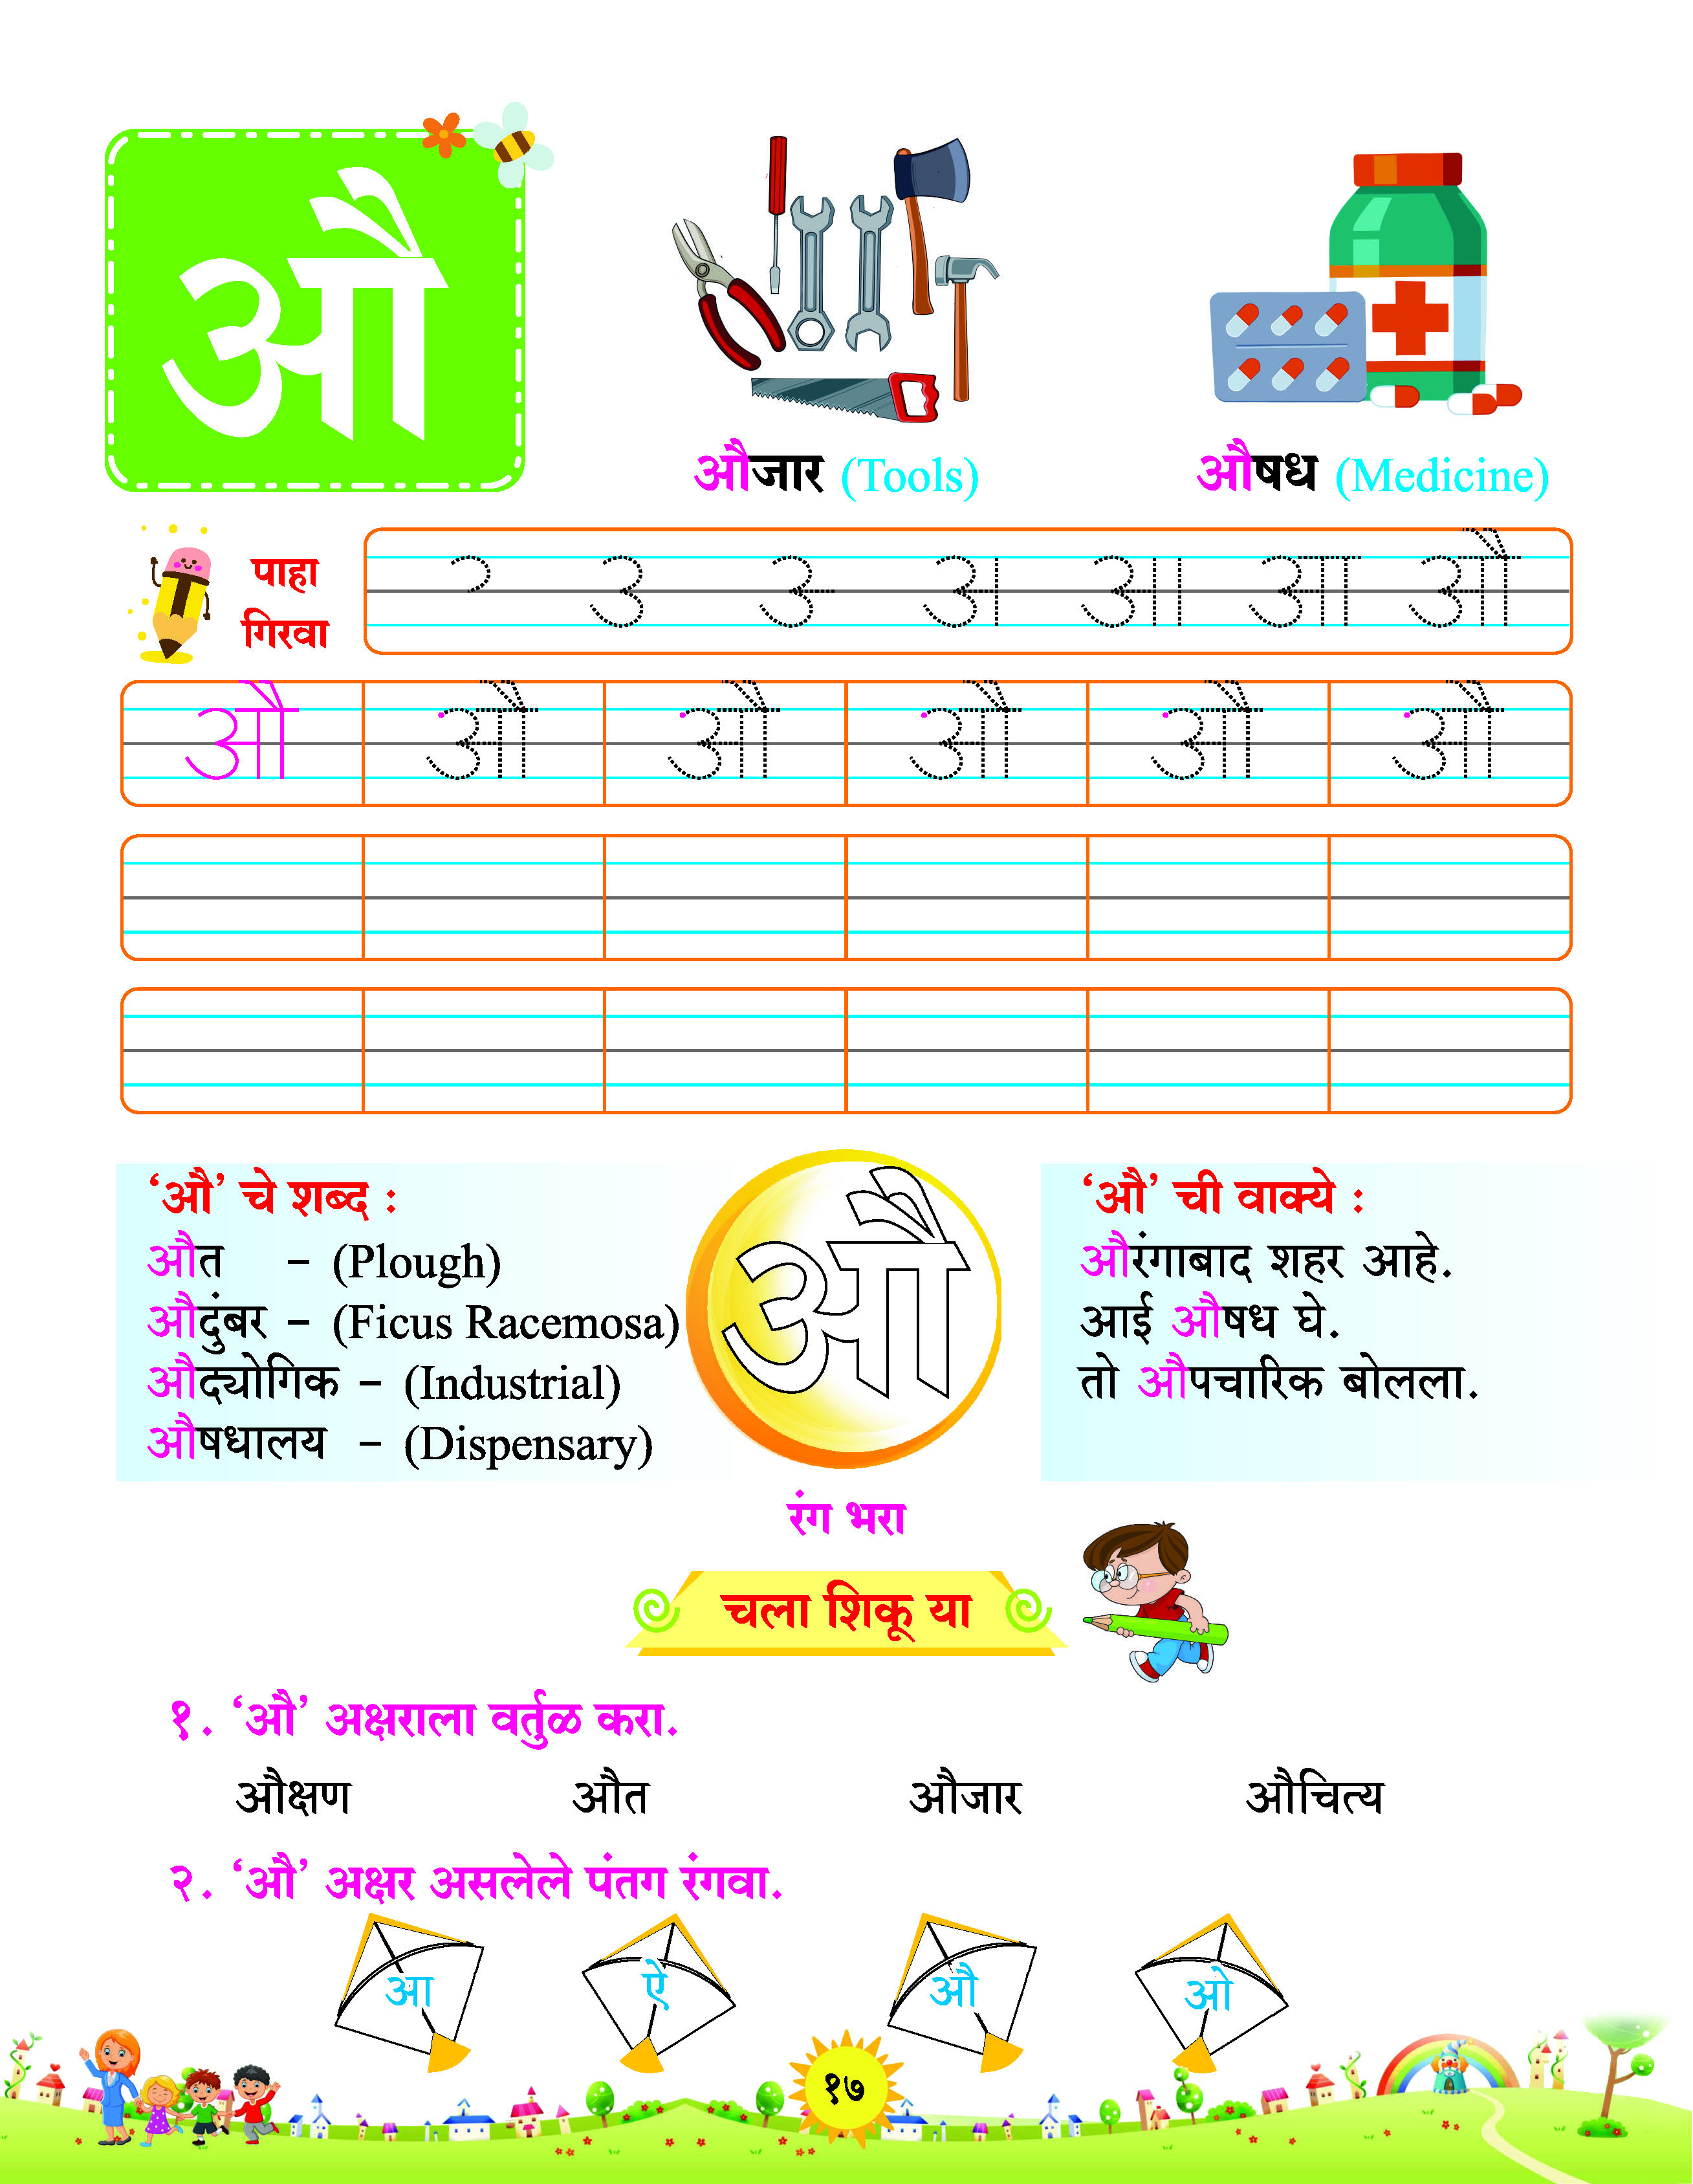 औ
औजार (Tools)
औषध (Medicine)
पाहा
गिरवा
२ उ उ अ आ आ औ
औ औ औ औ औ औ
‘औ’ चे शब्द :
औत – (Plough)
औदुंबर – (Ficus Racemosa)
औद्योगिक – (Industrial)
औषधालय – (Dispensary)
औ
रंग भरा
‘औ’ ची वाक्ये :
औरंगाबाद शहर आहे.
आई औषध घे.
तो औपचारिक बोलला.
चला शिकू या
१. ‘औ’ अक्षराला वर्तुळ करा.
औक्षण औत औजार औचित्य
२. ‘औ’ अक्षर असलेले पंतग रंगवा.
आ ऐ औ ओ
१७